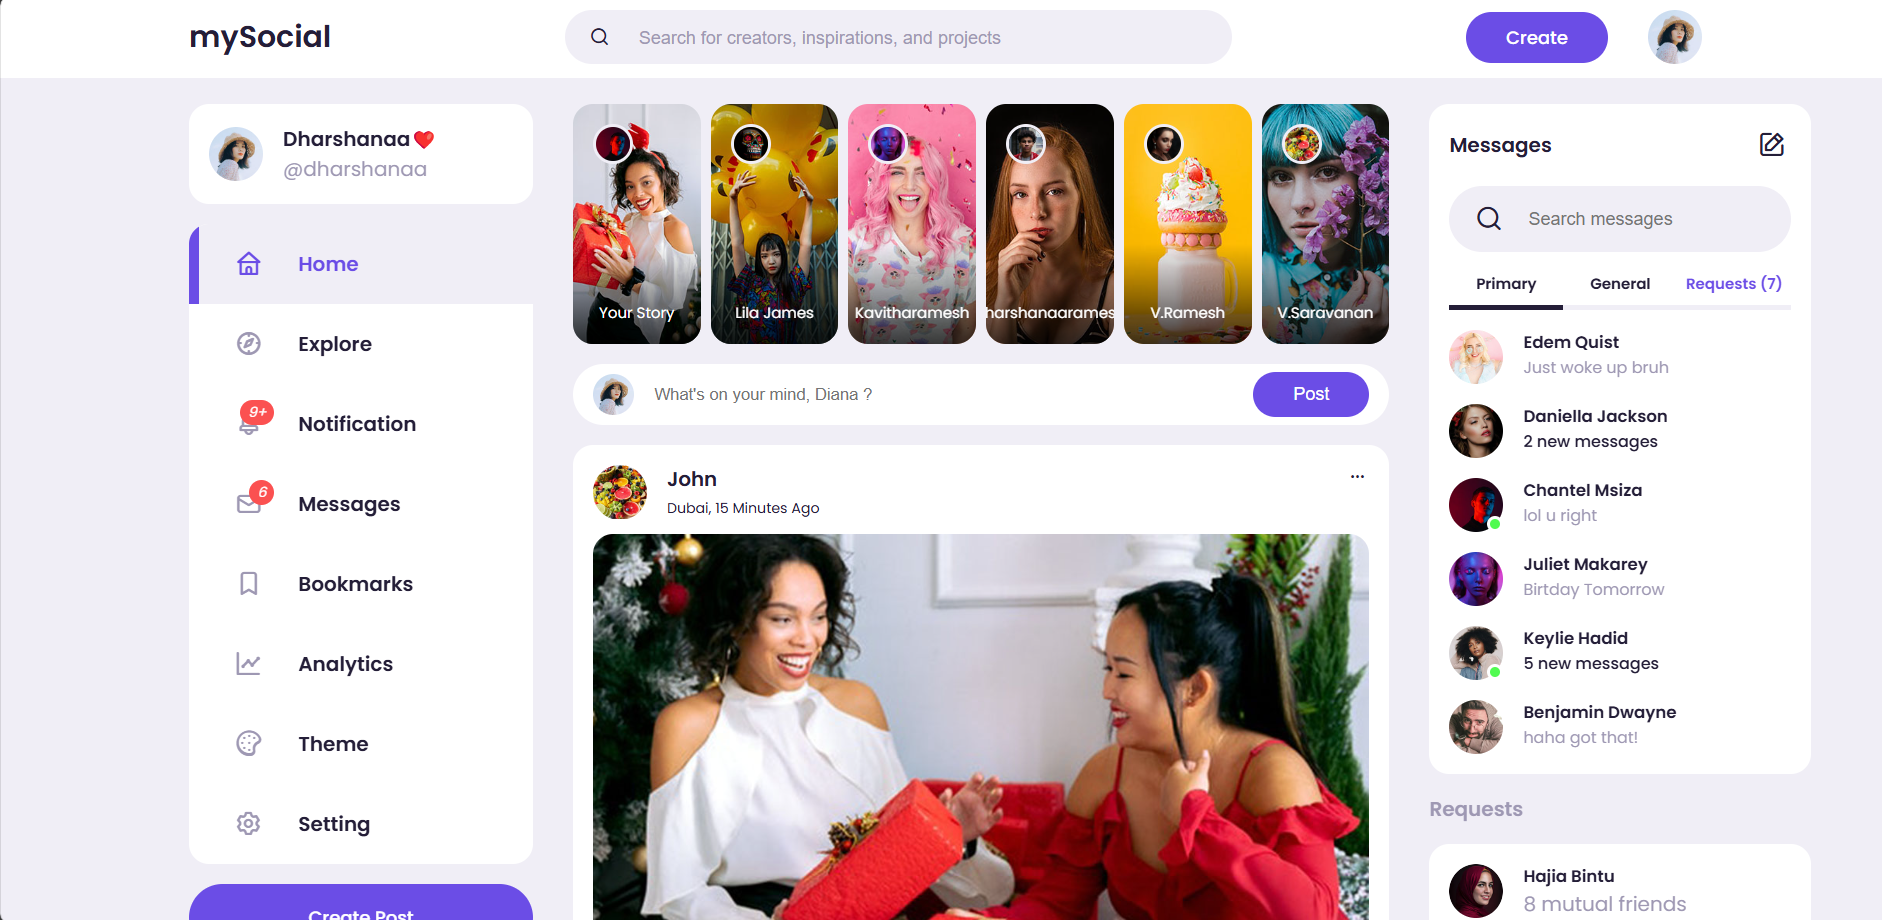 mySocial
Search for creators, inspirations, and projects
Create
Dharshanaa❤️
@dharshanaa
Home
Explore
9+
Notification
6
Messages
Bookmarks
Analytics
Theme
Setting
Create Post
Your Story
Lila James
Kavitharamesh
harshanaarames
V.Ramesh
V.Saravanan
What's on your mind, Diana ?
Post
John
...
Dubai, 15 Minutes Ago
Messages
Search messages
Primary
General
Requests (7)
Edem Quist
Just woke up bruh
Daniella Jackson
2 new messages
Chantel Msiza
lol u right
Juliet Makarey
Birtday Tomorrow
Keylie Hadid
5 new messages
Benjamin Dwayne
haha got that!
Requests
Hajia Bintu
8 mutual friends